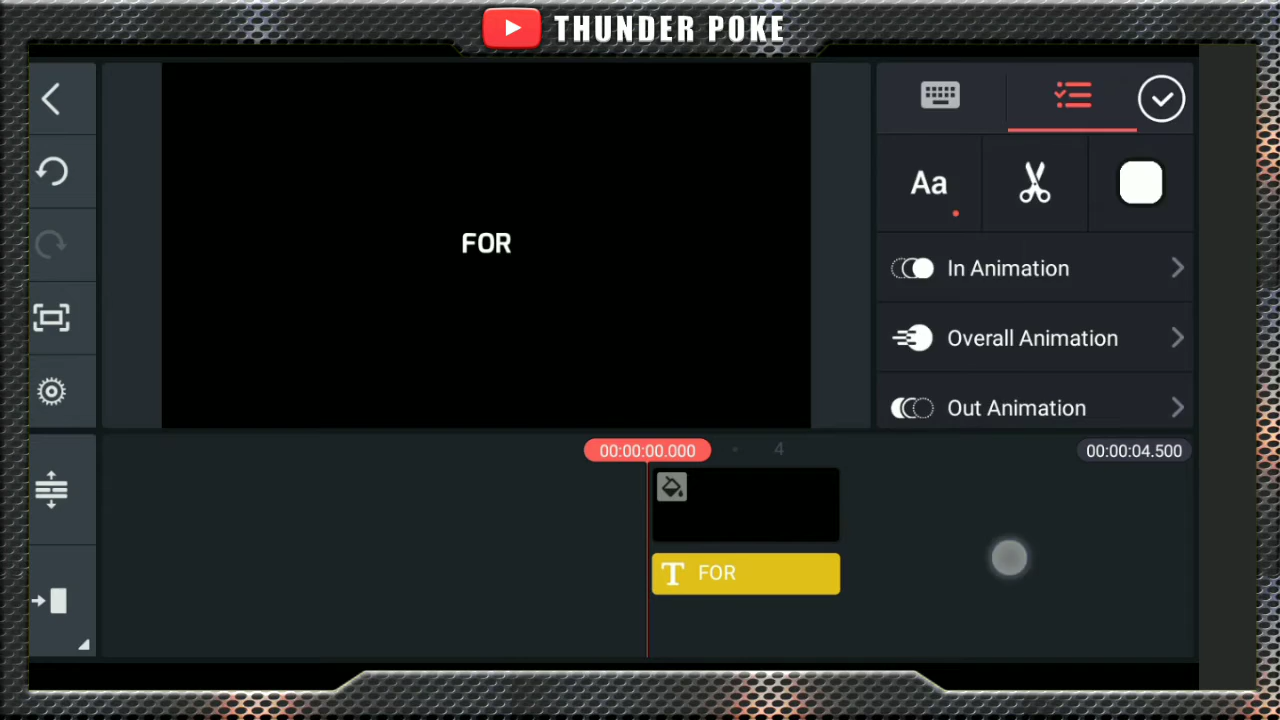 THUNDER POKE
Aa
FOR
In Animation
Overall Animation
Out Animation
00:00:00.000
4
00:00:04.500
T FOR